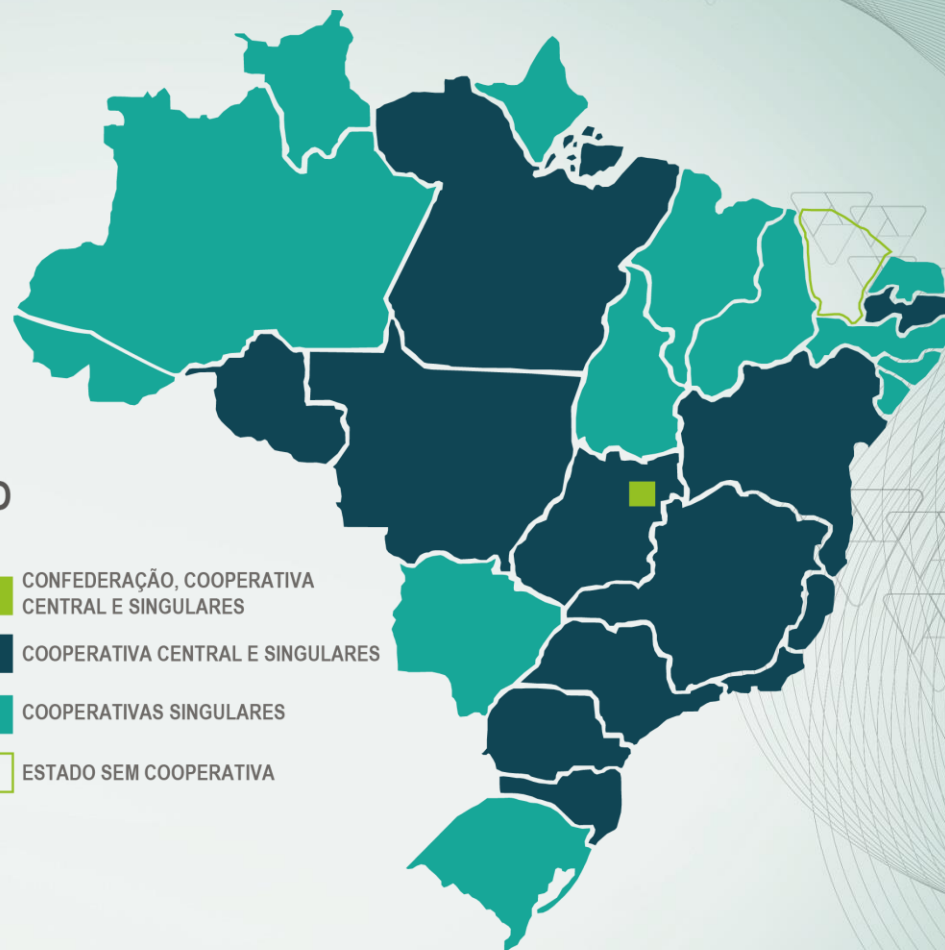 O
CONFEDERAÇÃO, COOPERATIVA
CENTRAL E SINGULARES
COOPERATIVA CENTRAL E SINGULARES
COOPERATIVAS SINGULARES
ESTADO SEM COOPERATIVA